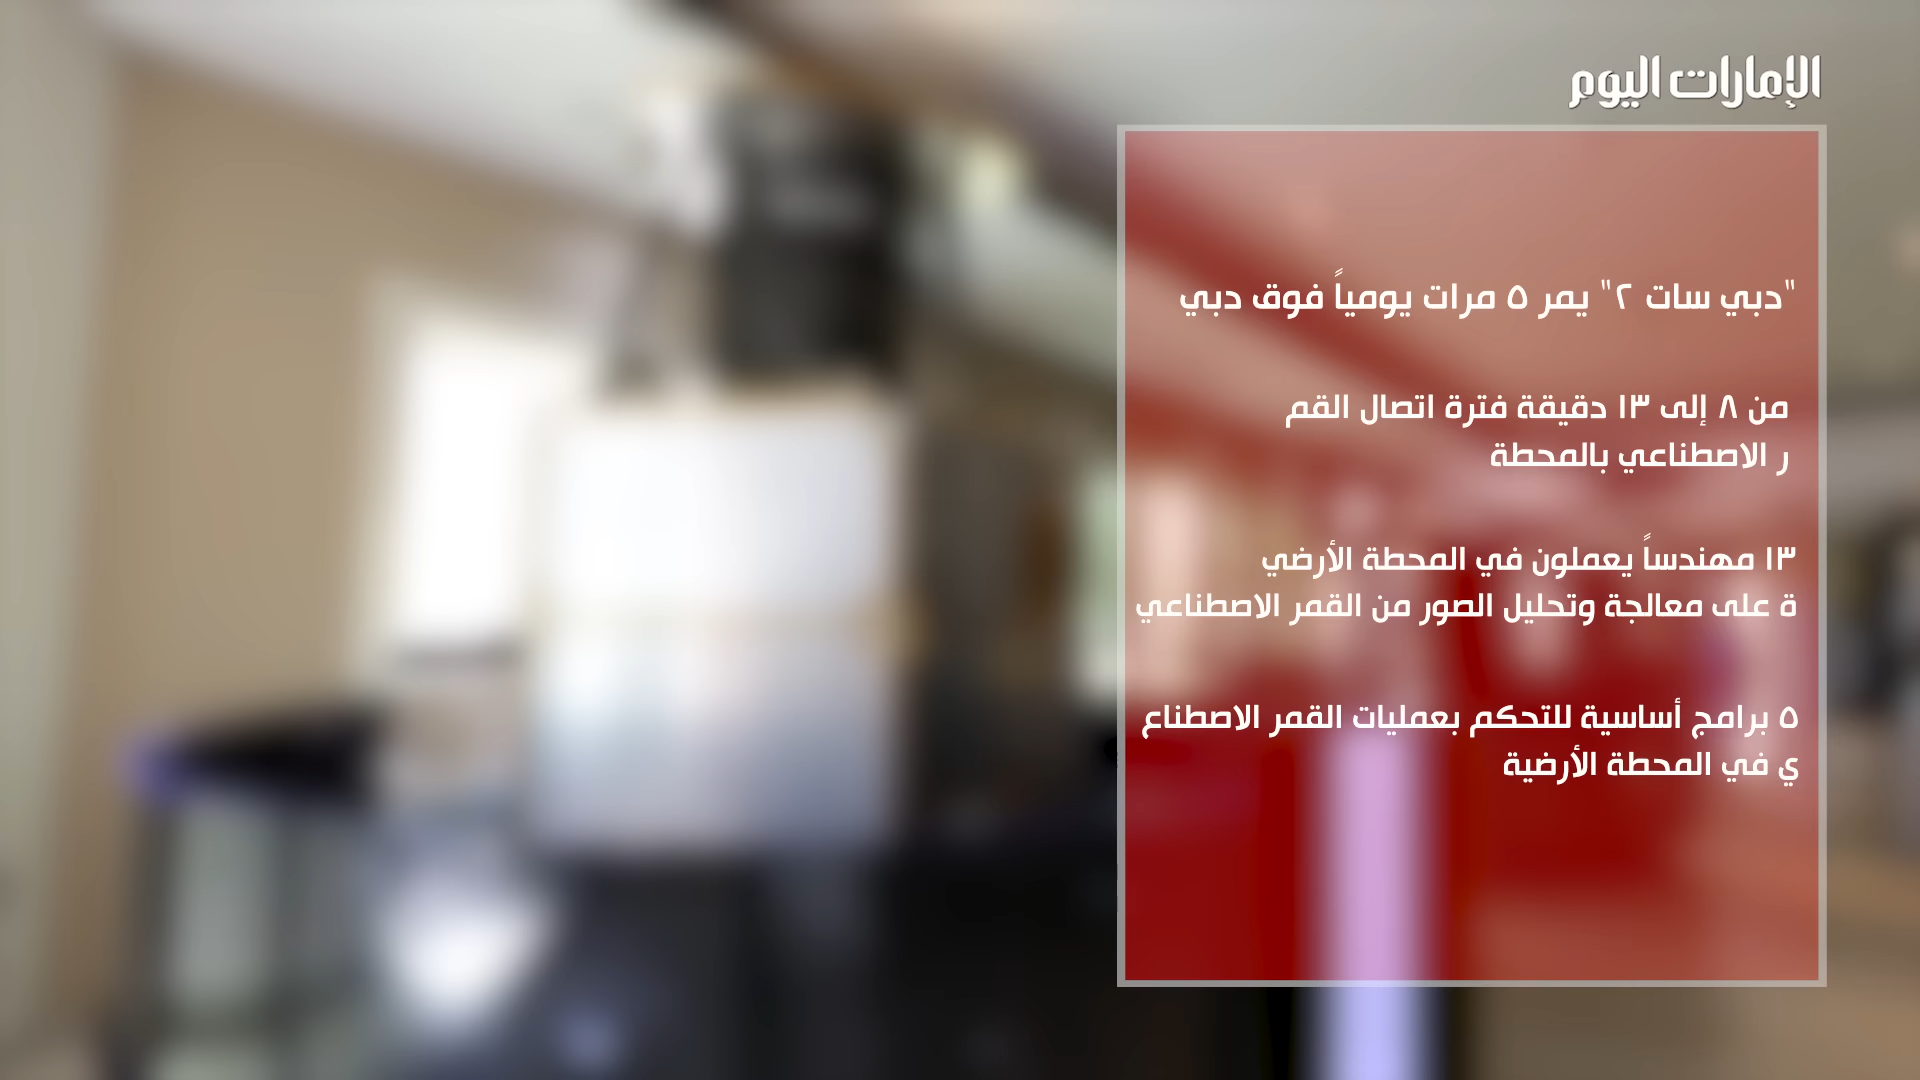 الإمارات اليوم
"دبي سات ٢" يمر ٥ مرات يومياً فوق دبي
من ٨ إلى ١٣ دقيقة فترة اتصال القم
ر الاصطناعي بالمحطة
١٣ مهندساً يعملون في المحطة الأرضي
ة على معالجة وتحليل الصور من القمر الاصطناعي
٥ برامج أساسية للتحكم بعمليات القمر الاصطناع
ي في المحطة الأرضية